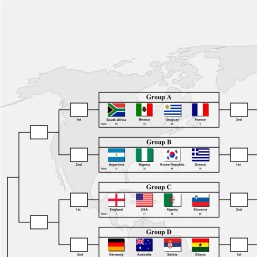 Group A
South Africa Mexico Uruguay France
1st 2nd
Group B
Argentina Nigeria Korea Republic Greece
2nd 1st
Group C
England USA Algeria Slovenia
1st 2nd
Group D
Germany Australia Serbia Ghana
2nd 1st